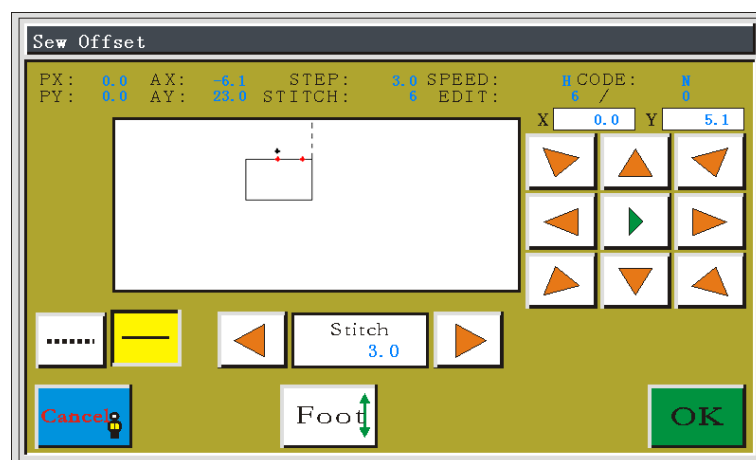 Sew Offset
PX: 0.0 AX: -6.1 STEP: 3.0 SPEED: H CODE: N
PY: 0.0 AY: 23.0 STITCH: 6 EDIT: 6 / 0
X 0.0 Y 5.1
Stitch
3.0
Cancel Foot OK